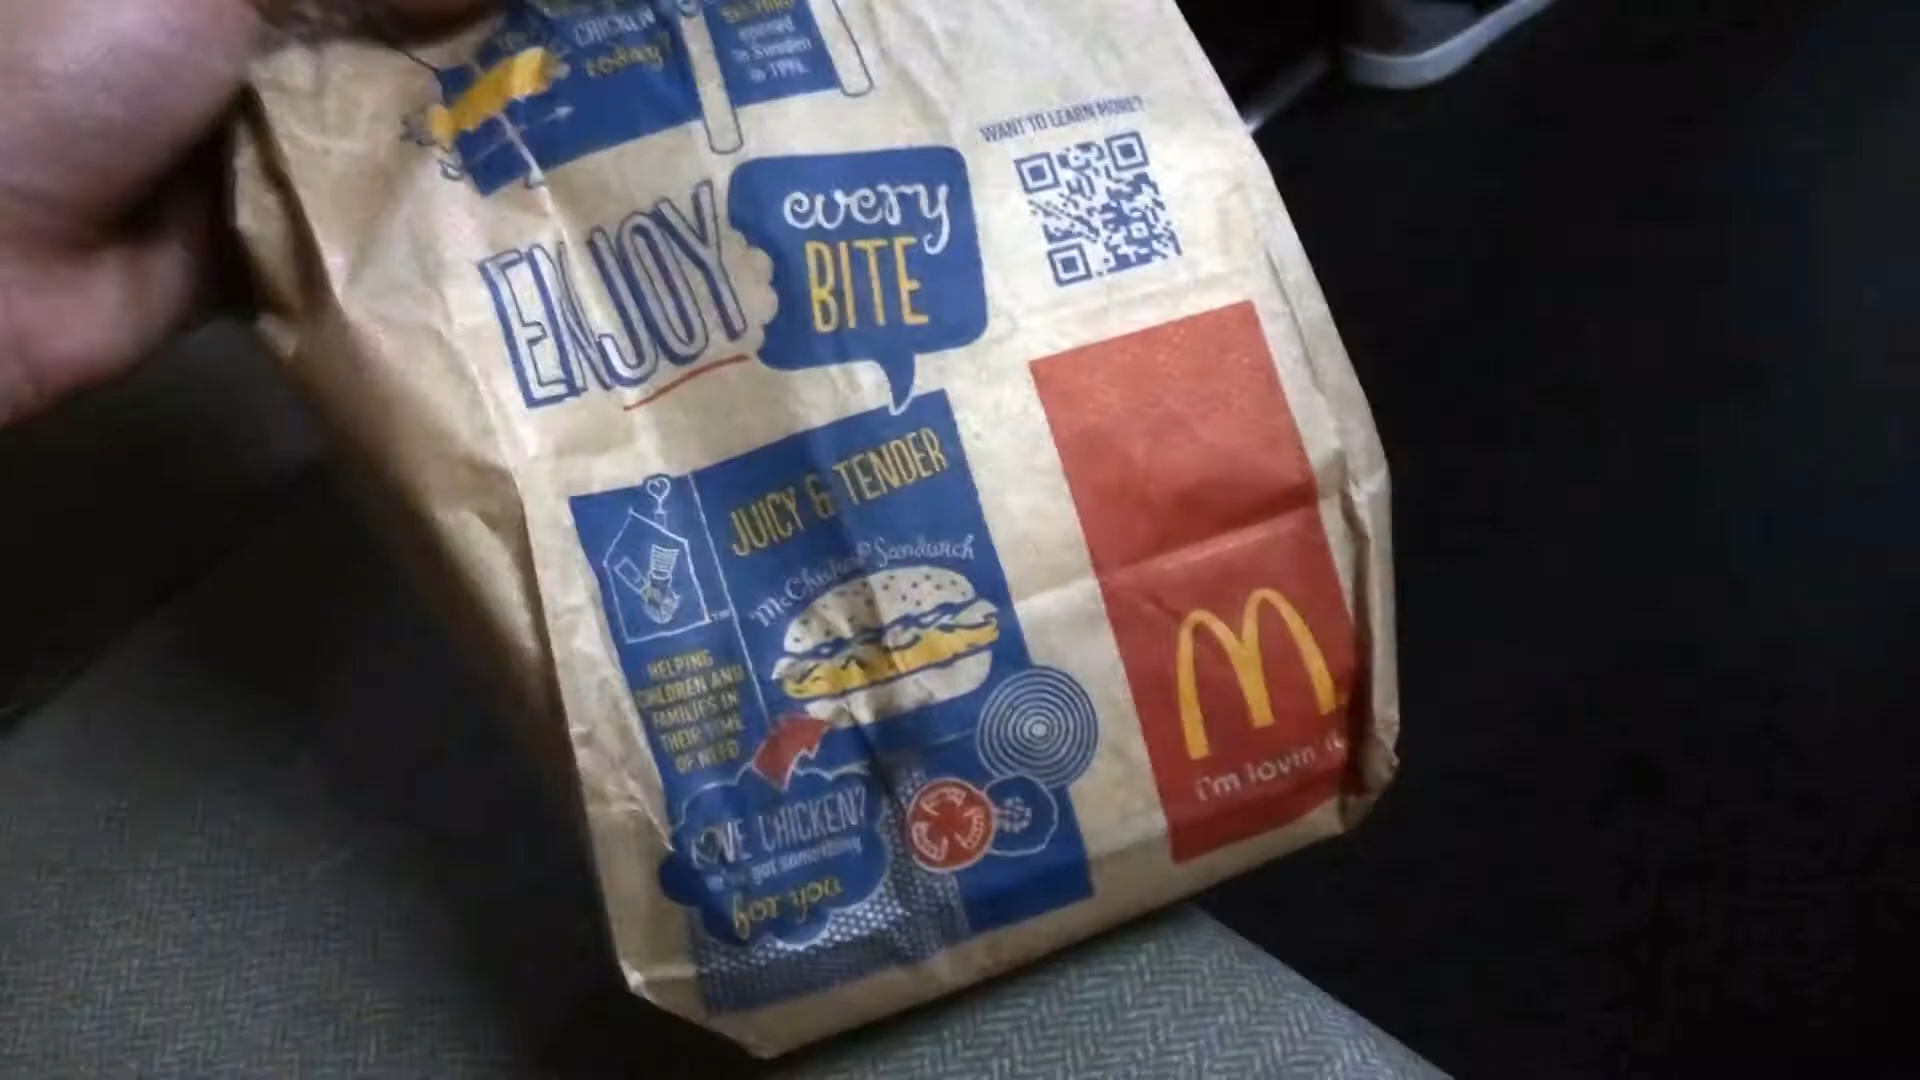 CHICKEN
today?
opened
in Sweden
in 1996.
WANT TO LEARN MORE?
ENJOY
every
BITE
JUICY & TENDER
McChicken® Sandwich
TM
HELPING
CHILDREN AND
FAMILIES IN
THEIR TIME
OF NEED
LOVE CHICKEN?
got something
for you
M
i'm lovin' it